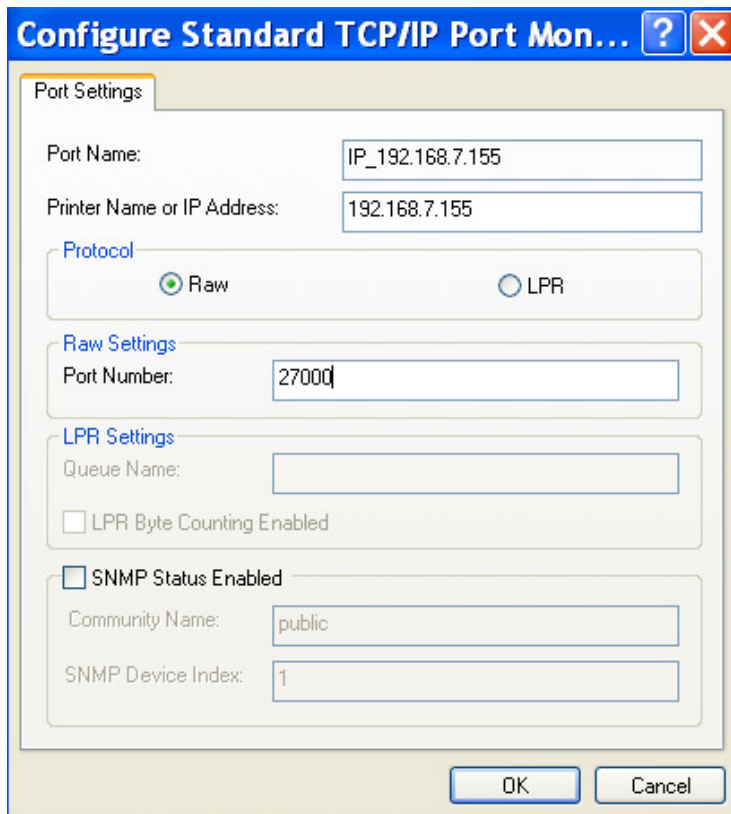 Configure Standard TCP/IP Port Mon... ?
Port Settings
Port Name: IP_192.168.7.155
Printer Name or IP Address: 192.168.7.155
Protocol
Raw LPR
Raw Settings
Port Number: 27000
LPR Settings
Queue Name:
LPR Byte Counting Enabled
SNMP Status Enabled
Community Name: public
SNMP Device Index: 1
OK Cancel